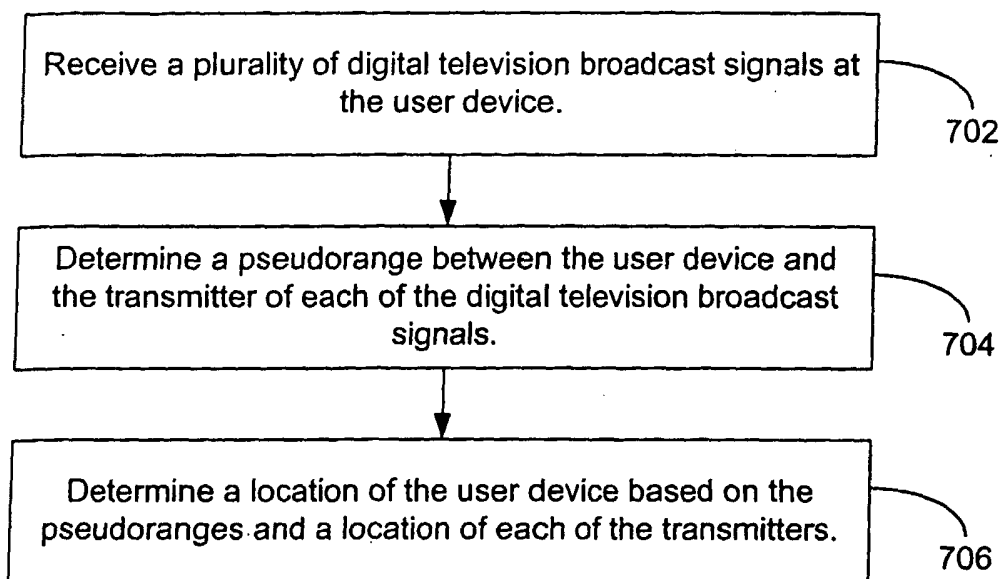 Receive a plurality of digital television broadcast signals at
the user device.
702
Determine a pseudorange between the user device and
the transmitter of each of the digital television broadcast
signals.
704
Determine a location of the user device based on the
pseudoranges and a location of each of the transmitters.
706